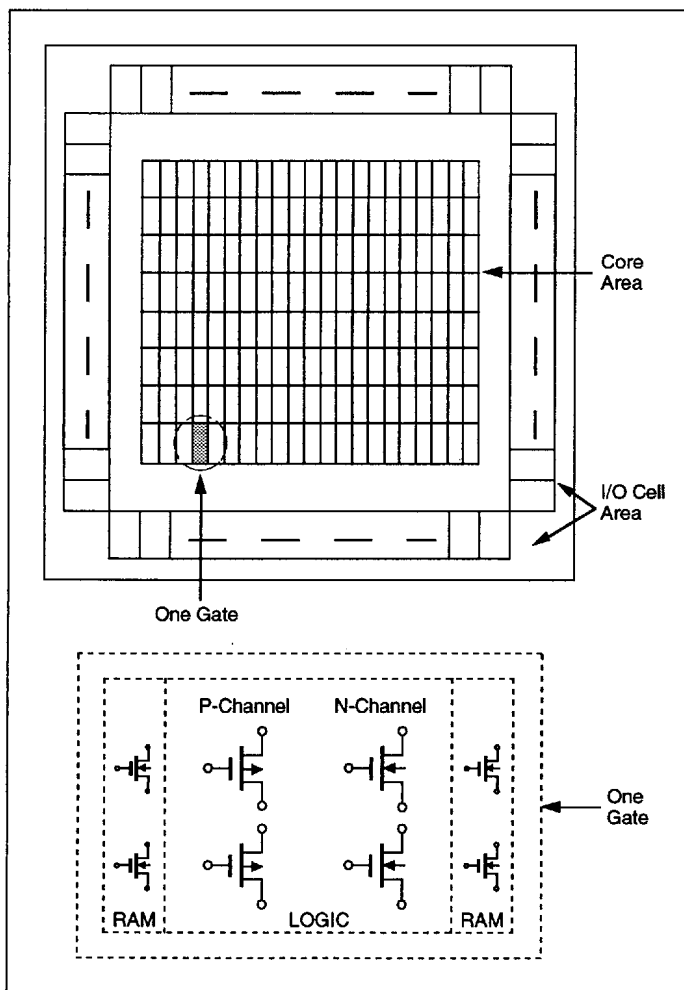 Core
Area
I/O Cell
Area
One Gate
P-Channel
N-Channel
One
Gate
RAM
LOGIC
RAM